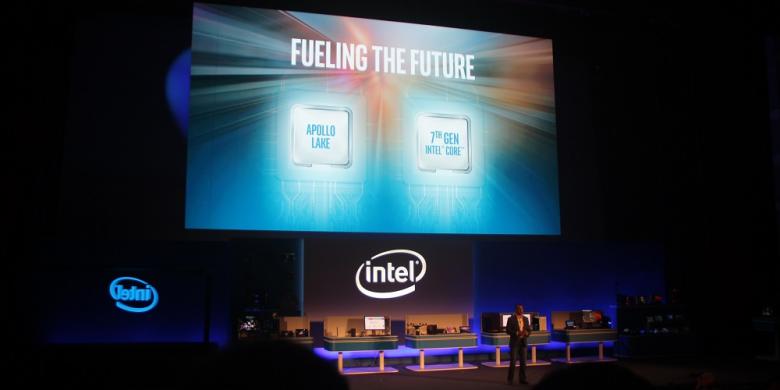 FUELING THE FUTURE
APOLLO
LAKE
7TH GEN
INTEL® CORE™
intel®
intel